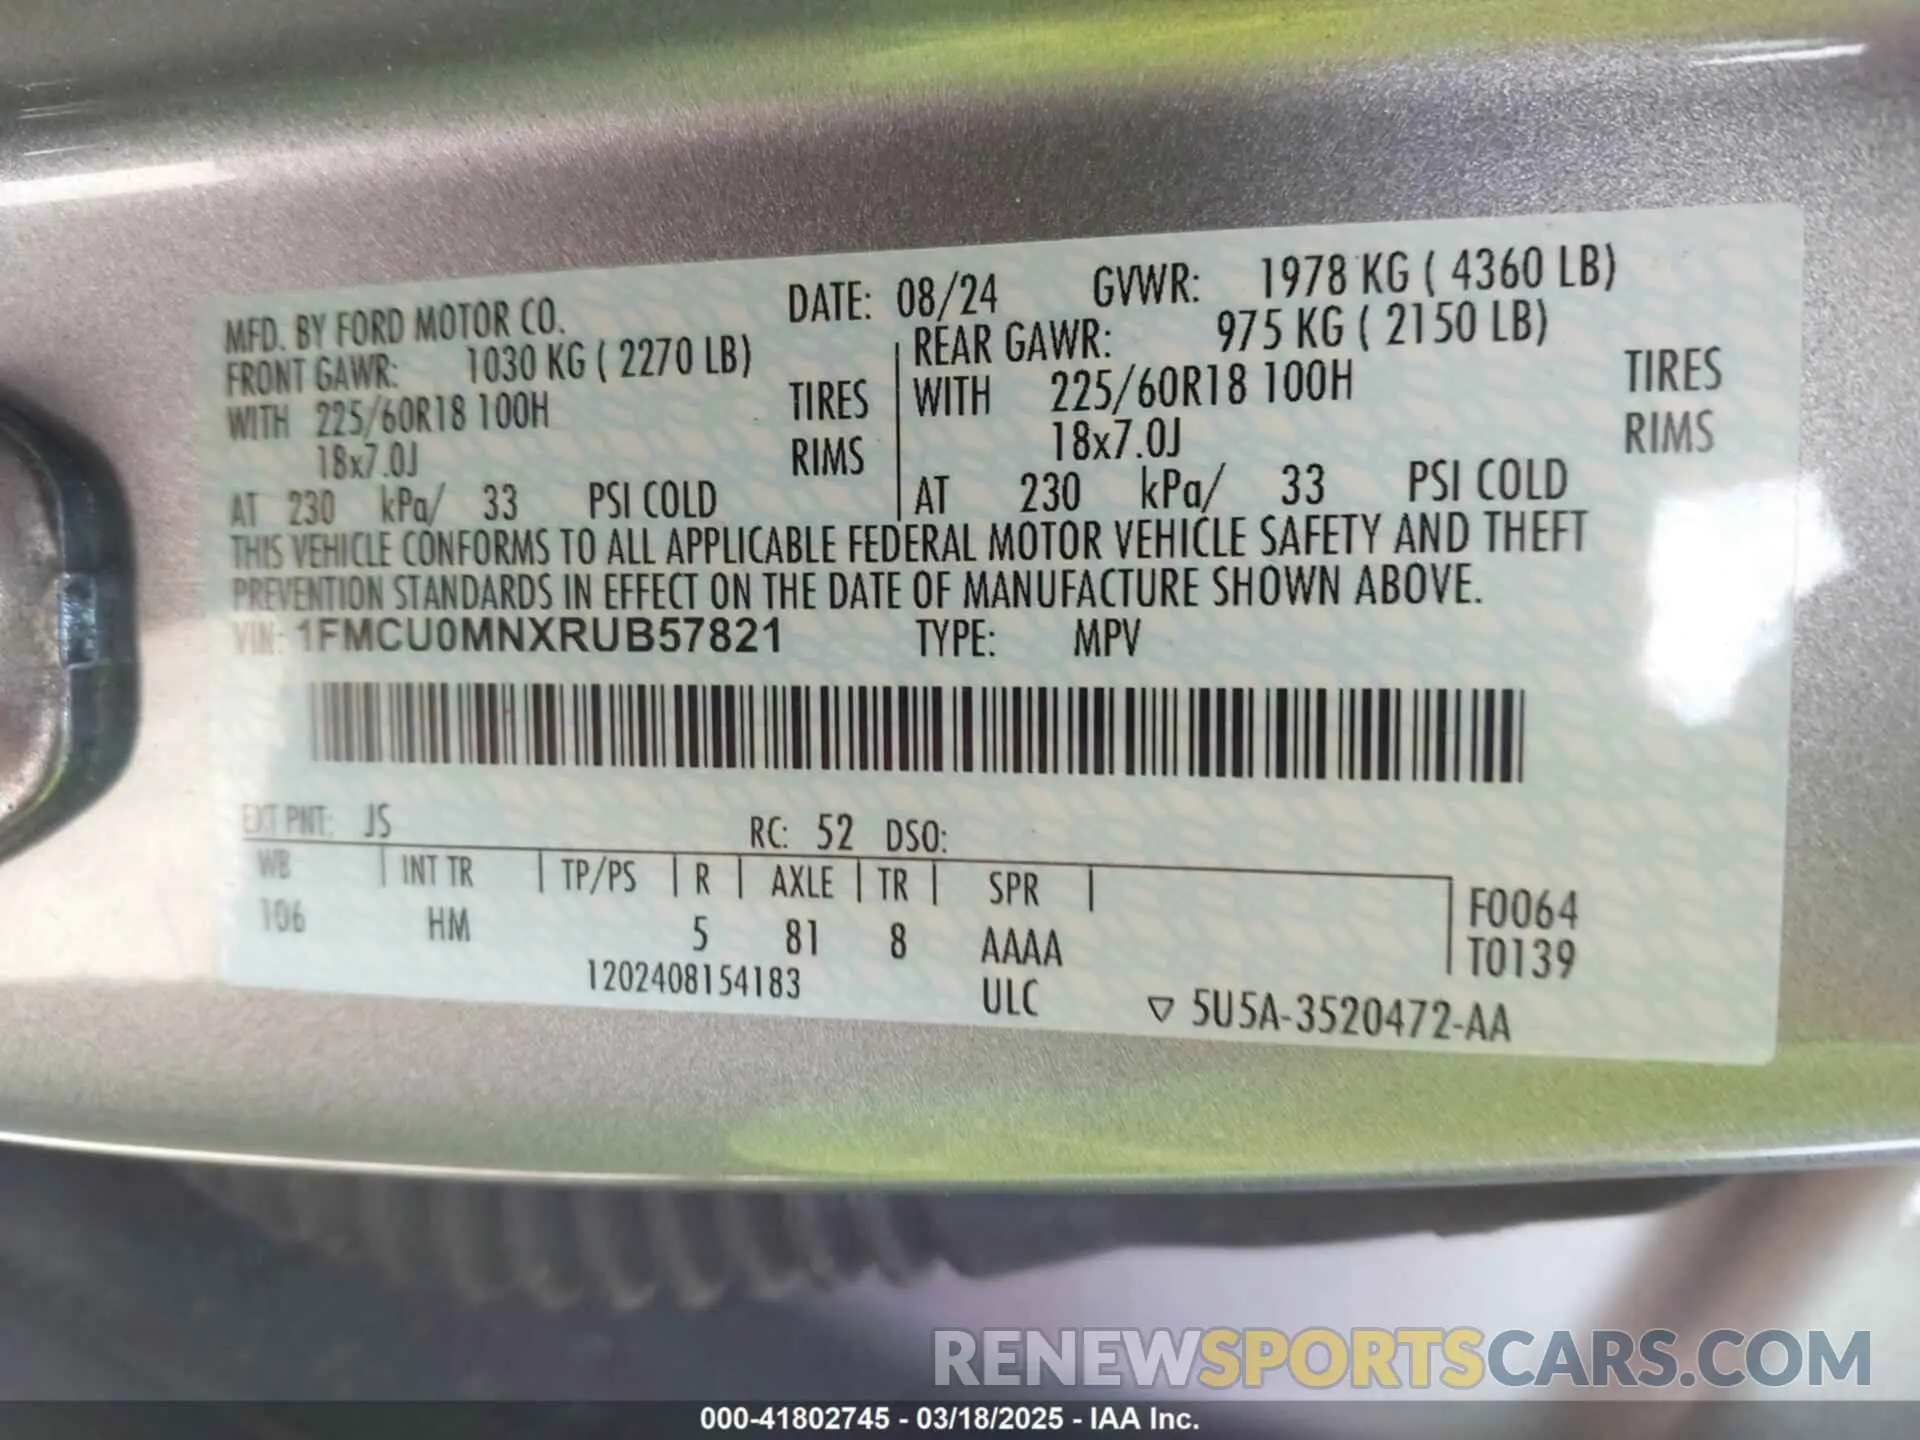 MFD. BY FORD MOTOR CO. DATE: 08/24 GVWR: 1978 KG ( 4360 LB)
FRONT GAWR: 1030 KG ( 2270 LB) REAR GAWR: 975 KG ( 2150 LB)
WITH 225/60R18 100H TIRES WITH 225/60R18 100H TIRES
18x7.0J RIMS 18x7.0J RIMS
AT 230 kPa/ 33 PSI COLD AT 230 kPa/ 33 PSI COLD
THIS VEHICLE CONFORMS TO ALL APPLICABLE FEDERAL MOTOR VEHICLE SAFETY AND THEFT
PREVENTION STANDARDS IN EFFECT ON THE DATE OF MANUFACTURE SHOWN ABOVE.
VIN: 1FMCU0MNXRUB57821 TYPE: MPV
EXT PNT: JS RC: 52 DSO:
WB INT TR TP/PS R AXLE TR SPR F0064
106 HM 5 81 8 AAAA T0139
1202408154183 ULC ▽ 5U5A-3520472-AA
RENEWSPORTSCARS.COM
000-41802745 - 03/18/2025 - IAA Inc.